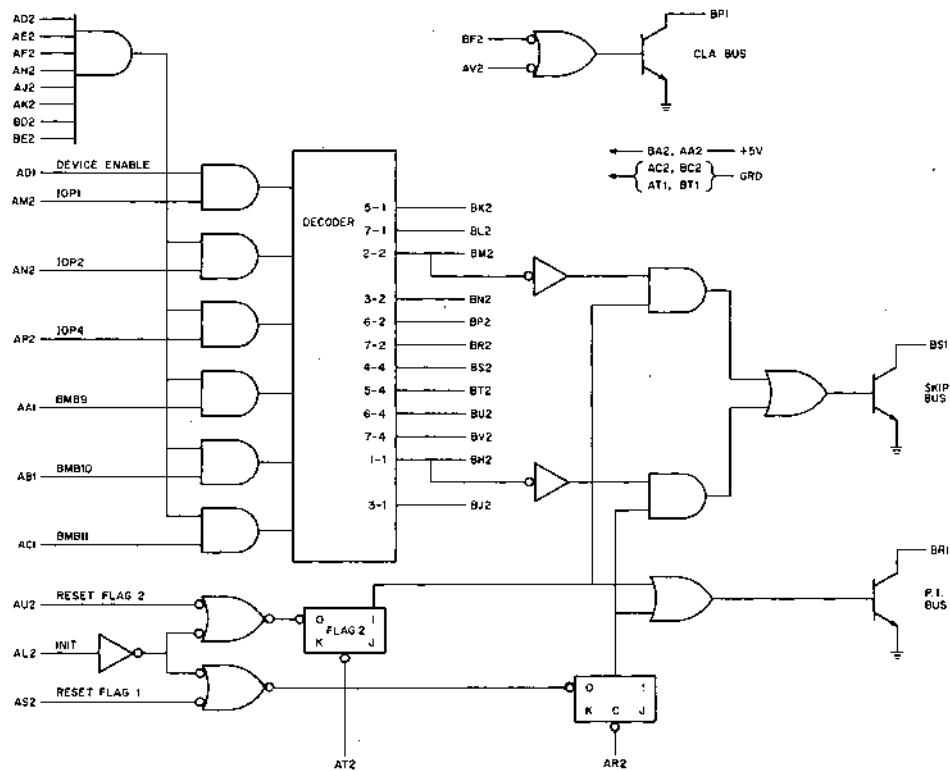 AD2
AE2
AF2
AH2
AJ2
AK2
BD2
BE2
BF2
AV2
BP1
CLA BUS
BA2, AA2 +5V
AC2, BC2
AT1, BT1
GRD
AD1 DEVICE ENABLE
AM2 IOP1
AN2 IOP2
AP2 IOP4
AA1 BMB9
AB1 BMB10
AC1 BMB11
DECODER
5-1 BK2
7-1 BL2
2-2 BM2
3-2 BN2
6-2 BP2
7-2 BR2
4-4 BS2
5-4 BT2
6-4 BU2
7-4 BV2
1-1 BH2
3-1 BJ2
BS1
SKIP
BUS
BR1
P.I.
BUS
AU2 RESET FLAG 2
AL2 INIT
AS2 RESET FLAG 1
0 1
FLAG 2
K J
0 1
K C J
AT2
AR2